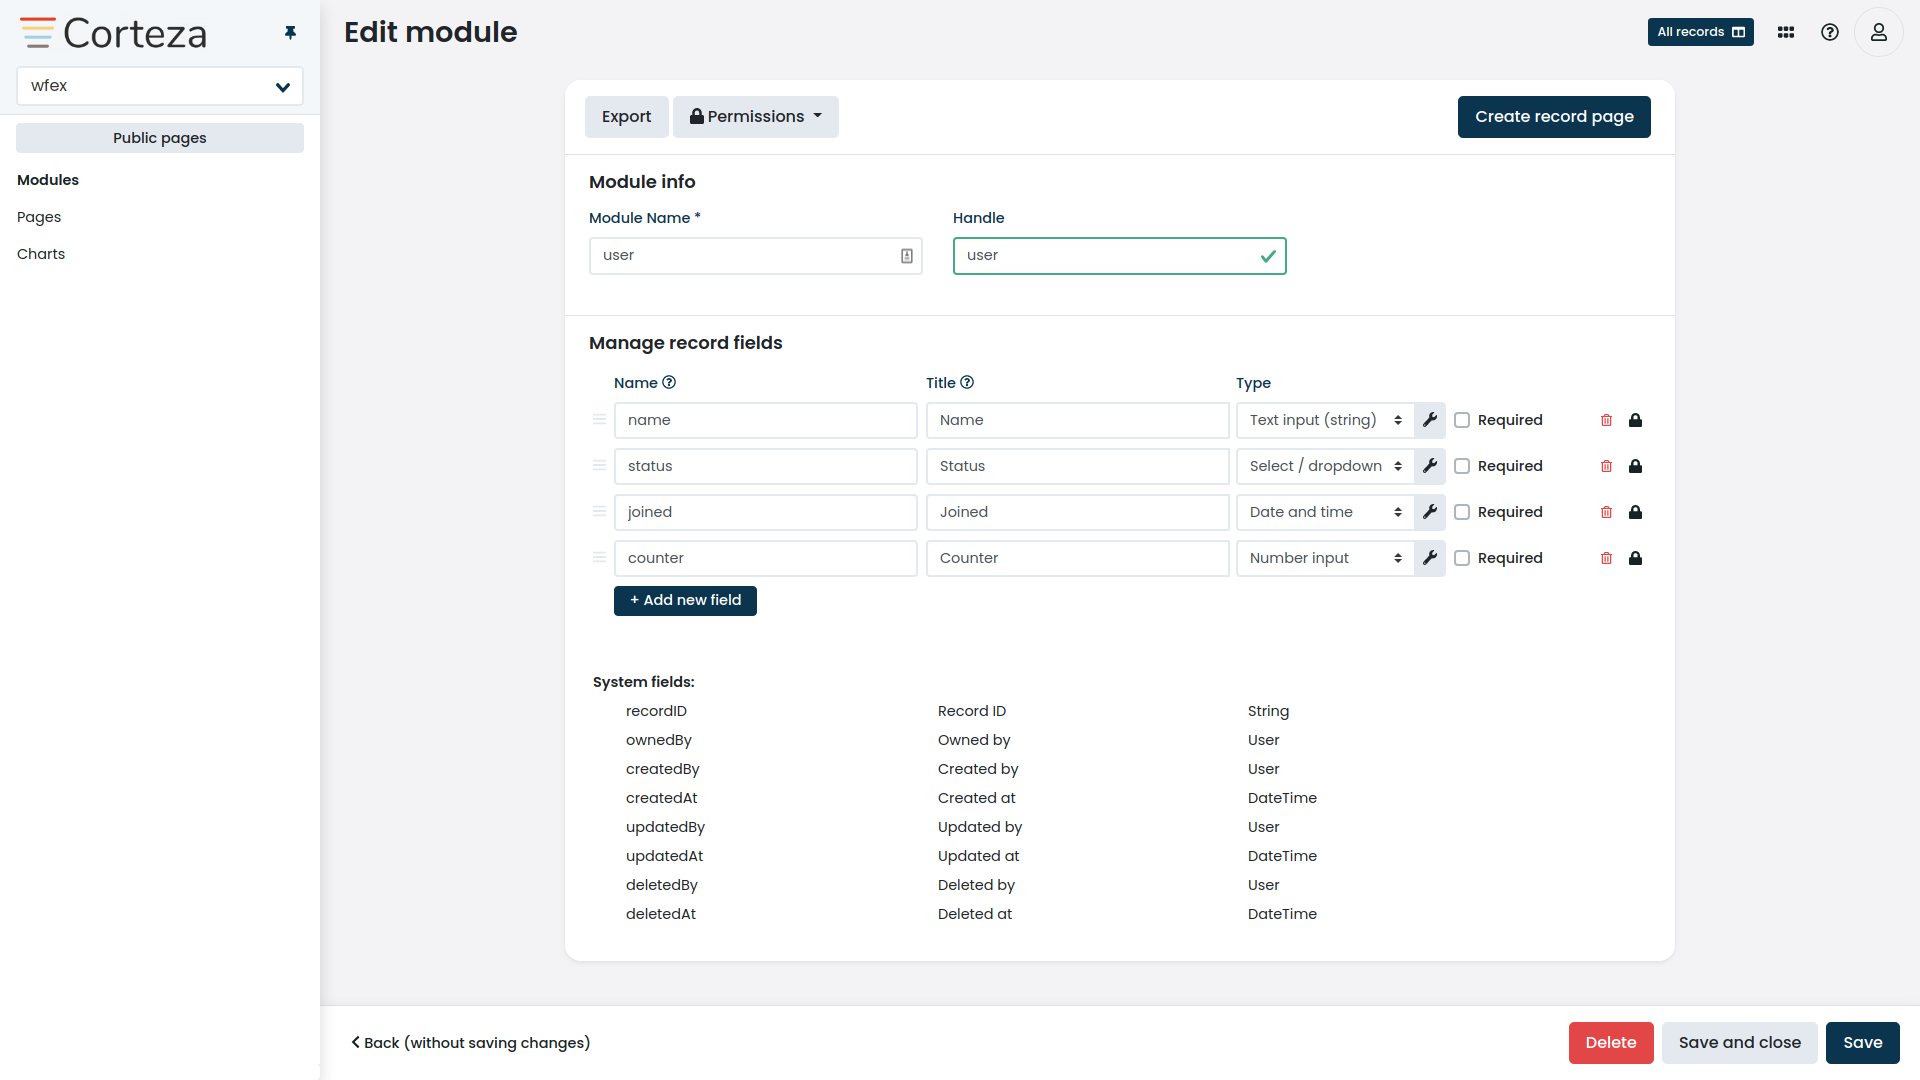 Corteza
Edit module
All records
wfex
Public pages
Modules
Pages
Charts
Export
Permissions
Create record page
Module info
Module Name *
Handle
user
user
Manage record fields
Name
Title
Type
name
Name
Text input (string)
Required
status
Status
Select / dropdown
Required
joined
Joined
Date and time
Required
counter
Counter
Number input
Required
+ Add new field
System fields:
recordID
Record ID
String
ownedBy
Owned by
User
createdBy
Created by
User
createdAt
Created at
DateTime
updatedBy
Updated by
User
updatedAt
Updated at
DateTime
deletedBy
Deleted by
User
deletedAt
Deleted at
DateTime
Back (without saving changes)
Delete
Save and close
Save